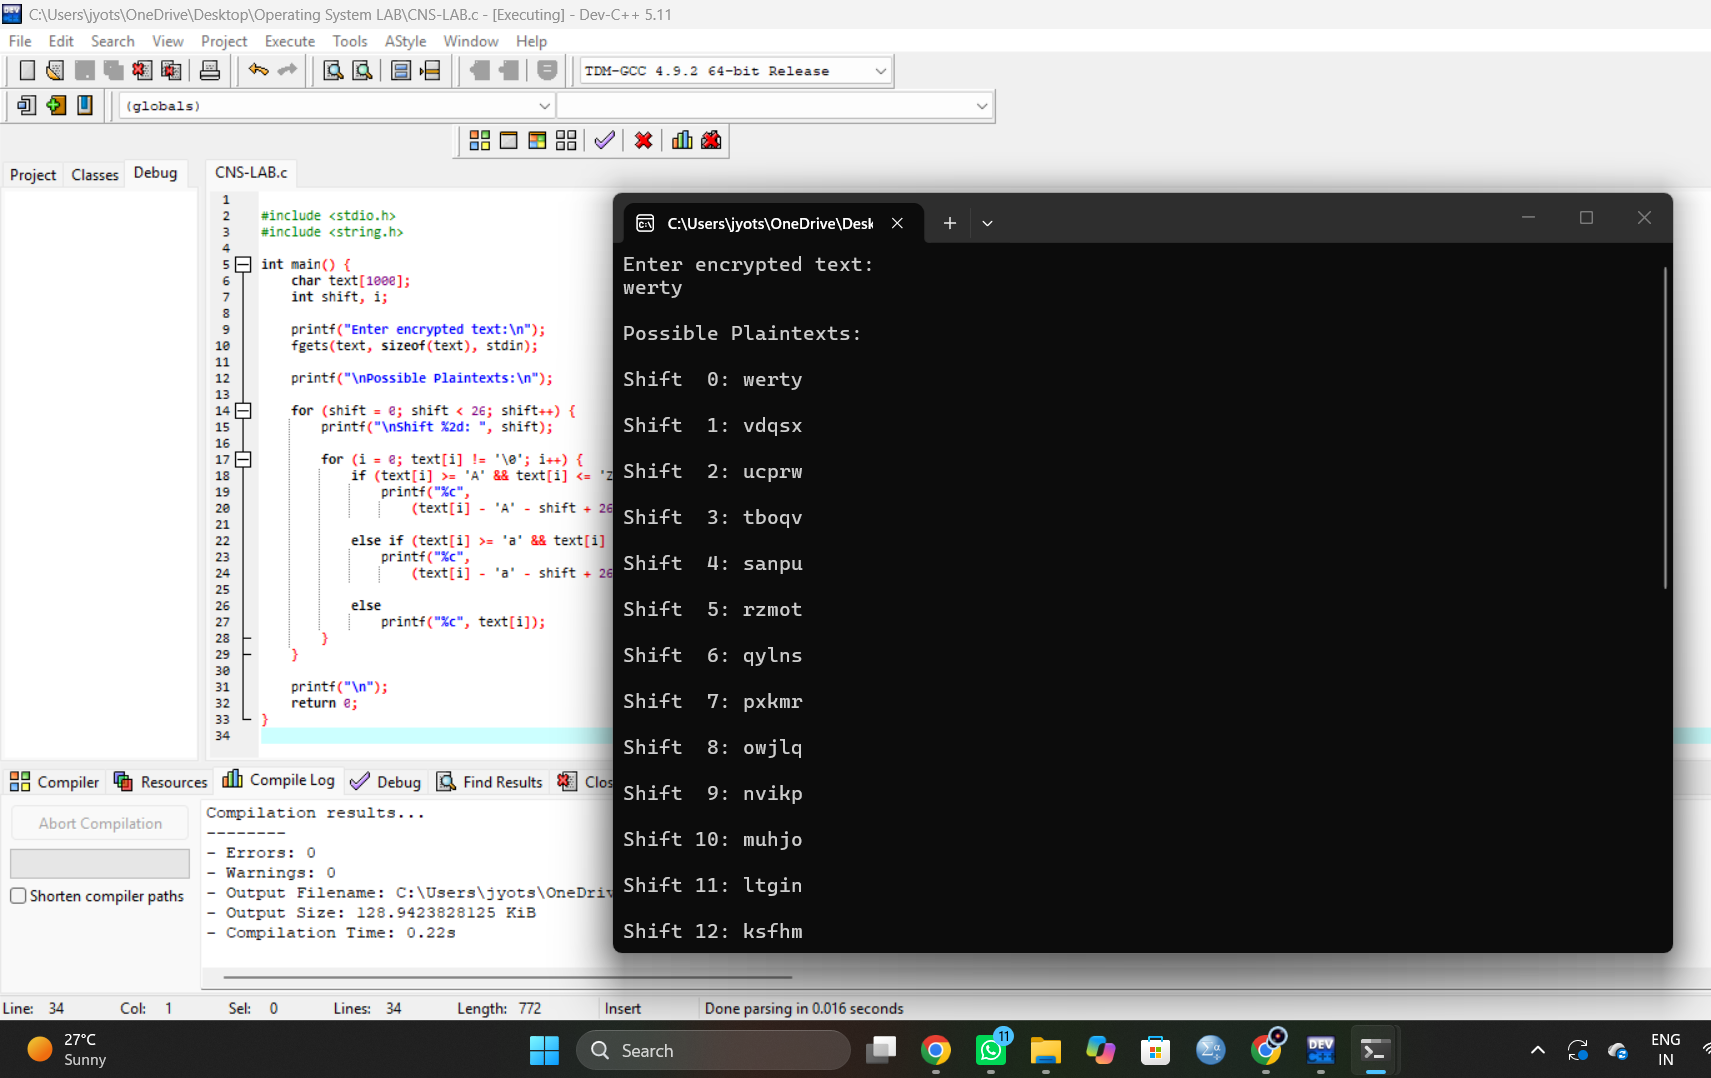 C:\Users\jyots\OneDrive\Desktop\Operating System LAB\CNS-LAB.c - [Executing] - Dev-C++ 5.11
File Edit Search View Project Execute Tools AStyle Window Help
TDM-GCC 4.9.2 64-bit Release
(globals)
Project Classes Debug
CNS-LAB.c
1
2 #include <stdio.h>
3 #include <string.h>
4
5 int main() {
6 char text[1000];
7 int shift, i;
8
9 printf("Enter encrypted text:\n");
10 fgets(text, sizeof(text), stdin);
11
12 printf("\nPossible Plaintexts:\n");
13
14 for (shift = 0; shift < 26; shift++) {
15 printf("\nShift %2d: ", shift);
16
17 for (i = 0; text[i] != '\0'; i++) {
18 if (text[i] >= 'A' && text[i] <= 'Z
19 printf("%c",
20 (text[i] - 'A' - shift + 26
21
22 else if (text[i] >= 'a' && text[i]
23 printf("%c",
24 (text[i] - 'a' - shift + 26
25
26 else
27 printf("%c", text[i]);
28 }
29 }
30
31 printf("\n");
32 return 0;
33 }
34
C:\Users\jyots\OneDrive\Desk
Enter encrypted text:
werty
Possible Plaintexts:
Shift  0: werty
Shift  1: vdqsx
Shift  2: ucprw
Shift  3: tboqv
Shift  4: sanpu
Shift  5: rzmot
Shift  6: qylns
Shift  7: pxkmr
Shift  8: owjlq
Shift  9: nvikp
Shift 10: muhjo
Shift 11: ltgin
Shift 12: ksfhm
Compiler Resources Compile Log Debug Find Results Clos
Abort Compilation
Shorten compiler paths
Compilation results...
--------
- Errors: 0
- Warnings: 0
- Output Filename: C:\Users\jyots\OneDriv
- Output Size: 128.9423828125 KiB
- Compilation Time: 0.22s
Line: 34 Col: 1 Sel: 0 Lines: 34 Length: 772 Insert Done parsing in 0.016 seconds
27°C
Sunny
Search
11
DEV
ENG
IN